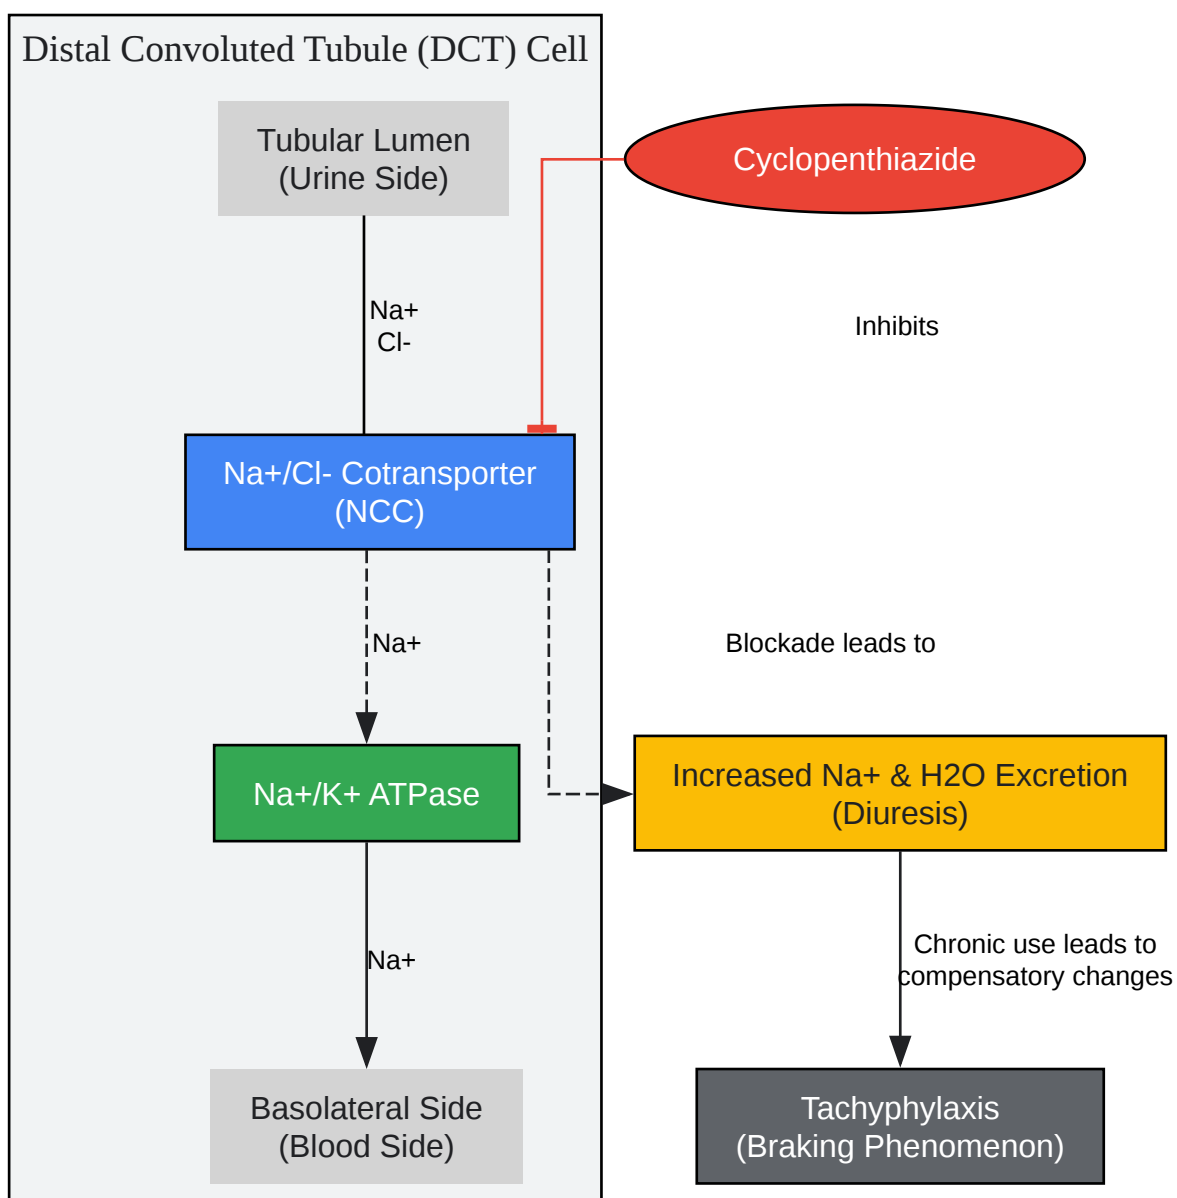 Distal Convoluted Tubule (DCT) Cell
Tubular Lumen
(Urine Side)
Cyclopenthiazide
Na+
Cl-
Inhibits
Na+/Cl- Cotransporter
(NCC)
Na+
Blockade leads to
Na+/K+ ATPase
Increased Na+ & H2O Excretion
(Diuresis)
Na+
Chronic use leads to
compensatory changes
Basolateral Side
(Blood Side)
Tachyphylaxis
(Braking Phenomenon)